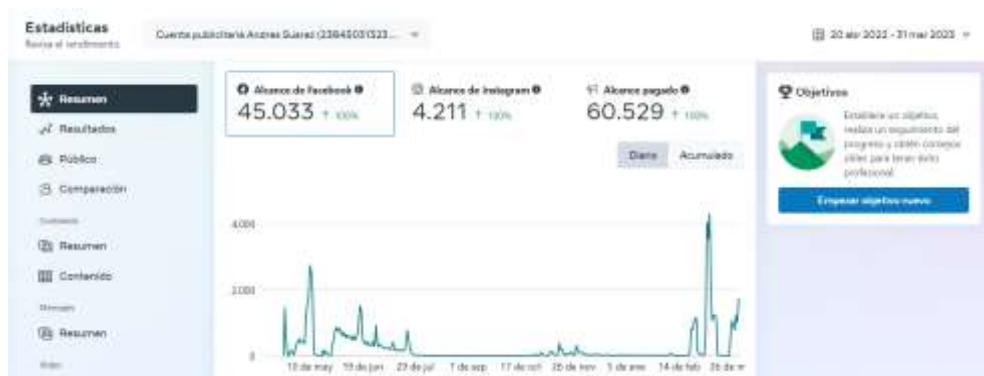 Estadísticas
Revisa el rendimiento
Cuenta publicitaria Andres Suarez
20 abr 2022 - 31 mar 2023
Resumen
Resultados
Público
Comparación
Contenido
Resumen
Contenido
Mensajes
Resumen
Alcance de Facebook
45.033 ↑ 100%
Alcance de Instagram
4.211 ↑ 100%
Alcance pagado
60.529 ↑ 100%
Diario Acumulado
4.000
2.000
0
10 de may 19 de jun 29 de jul 7 de sep 17 de oct 26 de nov 5 de ene 14 de feb 26 de m
Objetivos
Establece un objetivo,
realiza un seguimiento del
progreso y obtén consejos
útiles para tener éxito
profesional.
Empezar objetivo nuevo